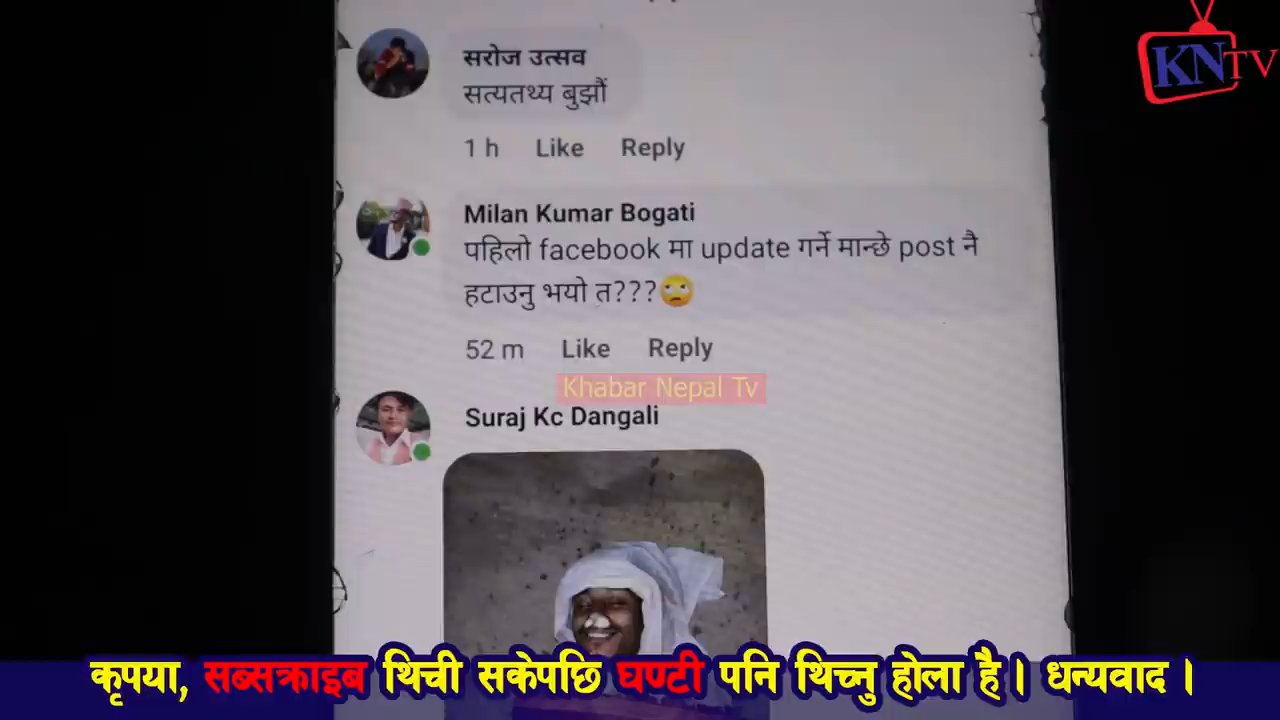 KNTV
सरोज उत्सव
सत्यतथ्य बुझौं
1 h Like Reply
Milan Kumar Bogati
पहिलो facebook मा update गर्ने मान्छे post नै
हटाउनु भयो त???🙄
52 m Like Reply
Khabar Nepal Tv
Suraj Kc Dangali
कृपया, सब्सक्राइब थिची सकेपछि घण्टी पनि थिच्नु होला है। धन्यवाद ।